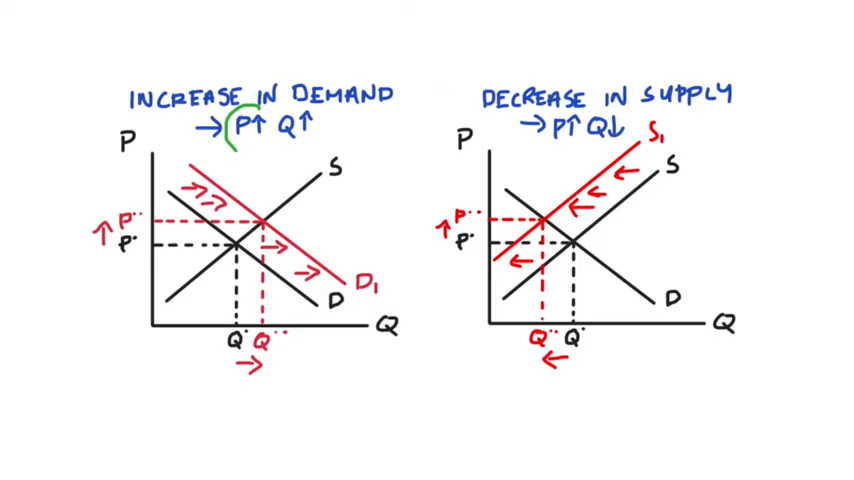 INCREASE IN DEMAND
→ P↑ Q↑
P
S
P··
P·
D1
D
Q· Q··
Q
DECREASE IN SUPPLY
→ P↑ Q↓
S1
P
S
P··
P·
D
Q·· Q·
Q